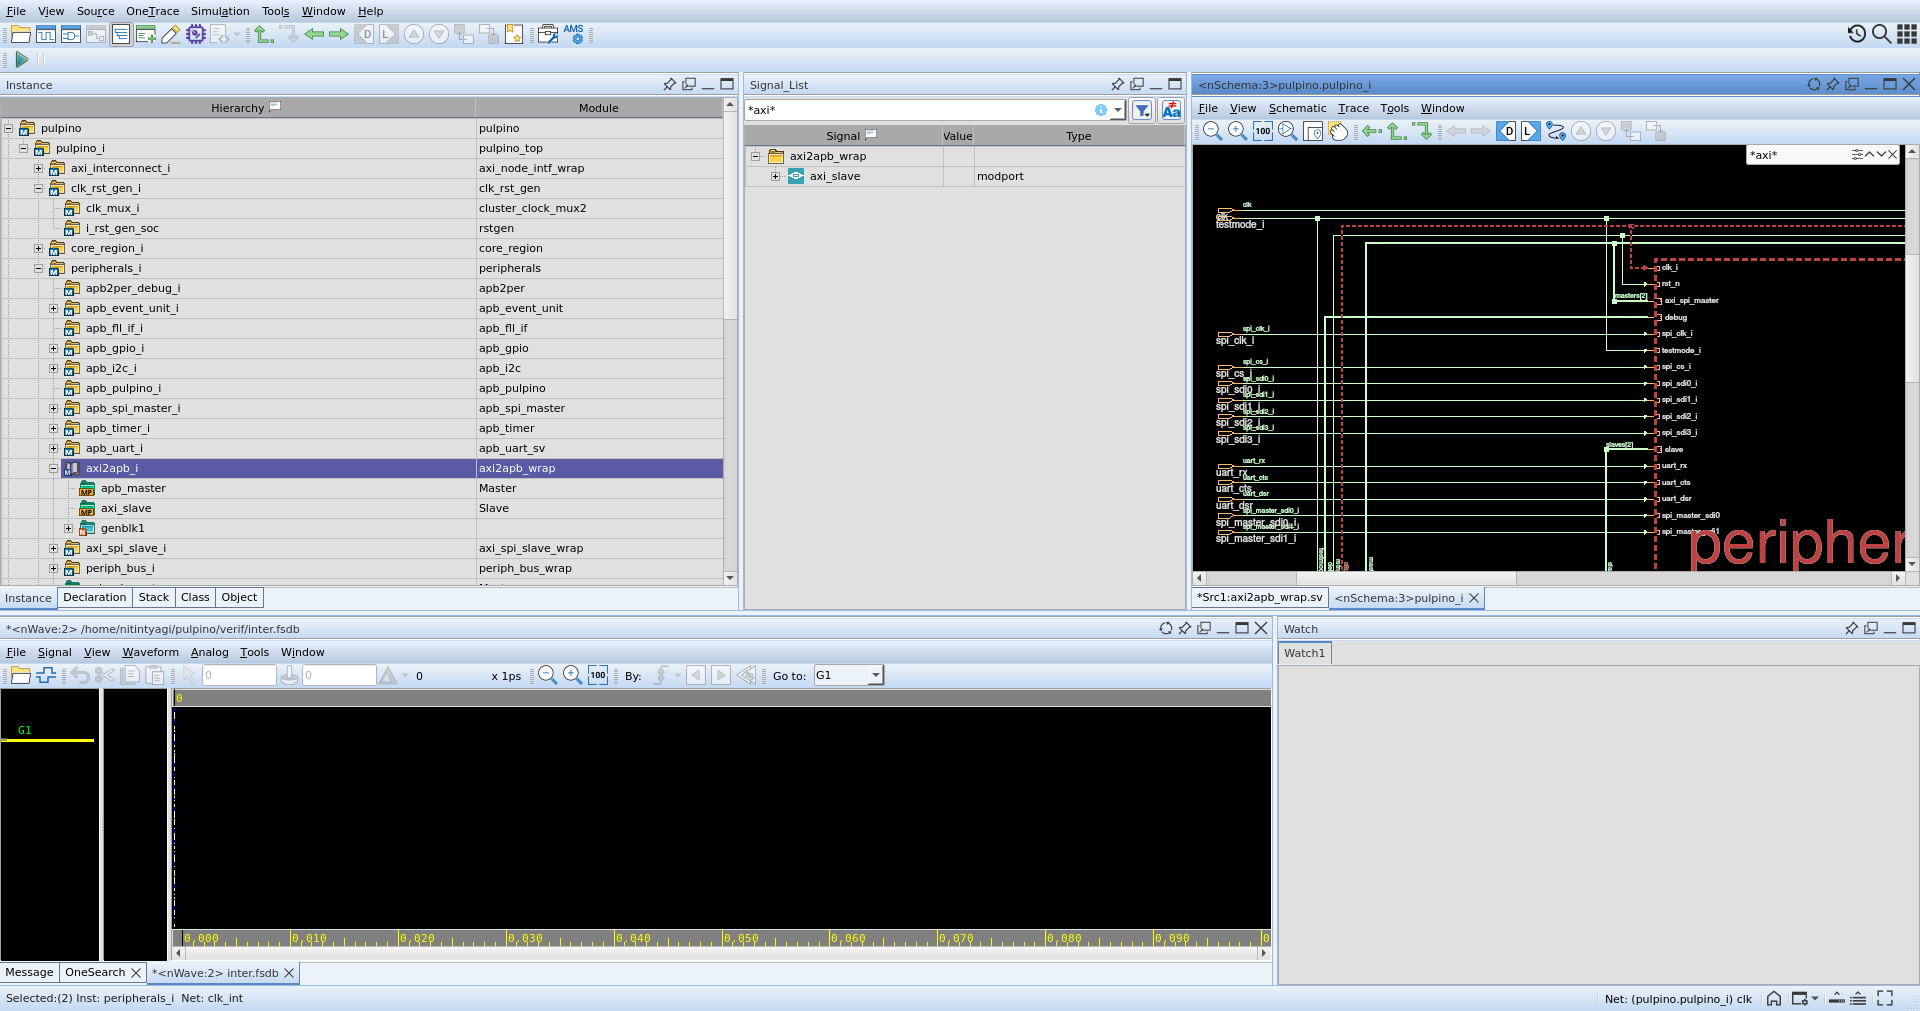 File View Source OneTrace Simulation Tools Window Help
AMS
Instance
Hierarchy Module
pulpino pulpino
pulpino_i pulpino_top
axi_interconnect_i axi_node_intf_wrap
clk_rst_gen_i clk_rst_gen
clk_mux_i cluster_clock_mux2
i_rst_gen_soc rstgen
core_region_i core_region
peripherals_i peripherals
apb2per_debug_i apb2per
apb_event_unit_i apb_event_unit
apb_fll_if_i apb_fll_if
apb_gpio_i apb_gpio
apb_i2c_i apb_i2c
apb_pulpino_i apb_pulpino
apb_spi_master_i apb_spi_master
apb_timer_i apb_timer
apb_uart_i apb_uart_sv
axi2apb_i axi2apb_wrap
apb_master Master
axi_slave Slave
genblk1
axi_spi_slave_i axi_spi_slave_wrap
periph_bus_i periph_bus_wrap
Instance Declaration Stack Class Object
Signal_List
*axi*
Signal Value Type
axi2apb_wrap
axi_slave modport
<nSchema:3>pulpino.pulpino_i
File View Schematic Trace Tools Window
100 D L
*axi*
clk
clk
testmode_i
spi_clk_i
spi_clk_i
spi_cs_i
spi_cs_i
spi_sdi0_i
spi_sdi0_i
spi_sdi1_i
spi_sdi1_i
spi_sdi2_i
spi_sdi2_i
spi_sdi3_i
spi_sdi3_i
uart_rx
uart_rx
uart_cts
uart_cts
uart_dsr
uart_dsr
spi_master_sdi0_i
spi_master_sdi0_i
spi_master_sdi1_i
spi_master_sdi1_i
masters[2]
slaves[2]
clk_i
rst_n
axi_spi_master
debug
spi_clk_i
testmode_i
spi_cs_i
spi_sdi0_i
spi_sdi1_i
spi_sdi2_i
spi_sdi3_i
slave
uart_rx
uart_cts
uart_dsr
spi_master_sdi0
spi_master_sdi1
peripher
*Src1:axi2apb_wrap.sv <nSchema:3>pulpino_i
*<nWave:2> /home/nitintyagi/pulpino/verif/inter.fsdb
File Signal View Waveform Analog Tools Window
0 0 0 x 1ps 100 By: Go to: G1
0
G1
0,000 0,010 0,020 0,030 0,040 0,050 0,060 0,070 0,080 0,090 0
Message OneSearch *<nWave:2> inter.fsdb
Watch
Watch1
Selected:(2) Inst: peripherals_i Net: clk_int
Net: (pulpino.pulpino_i) clk